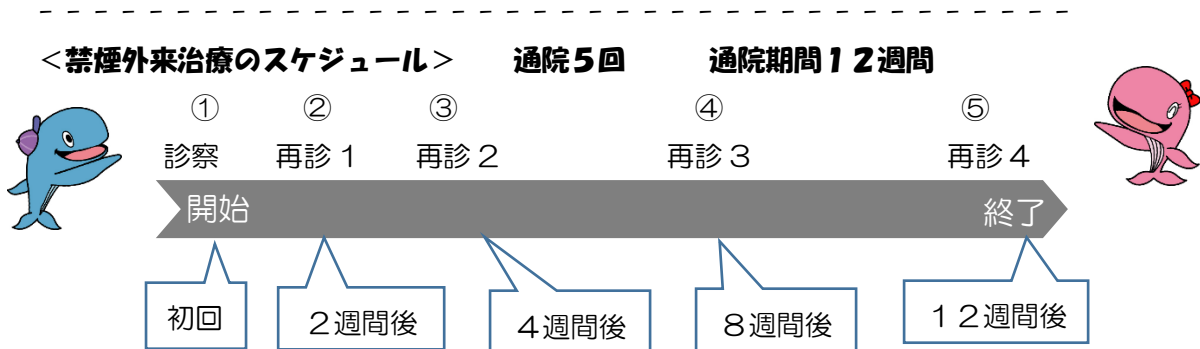 <禁煙外来治療のスケジュール>　通院5回　通院期間12週間
①　②　③　④　⑤
診察　再診1　再診2　再診3　再診4
開始　終了
初回　2週間後　4週間後　8週間後　12週間後